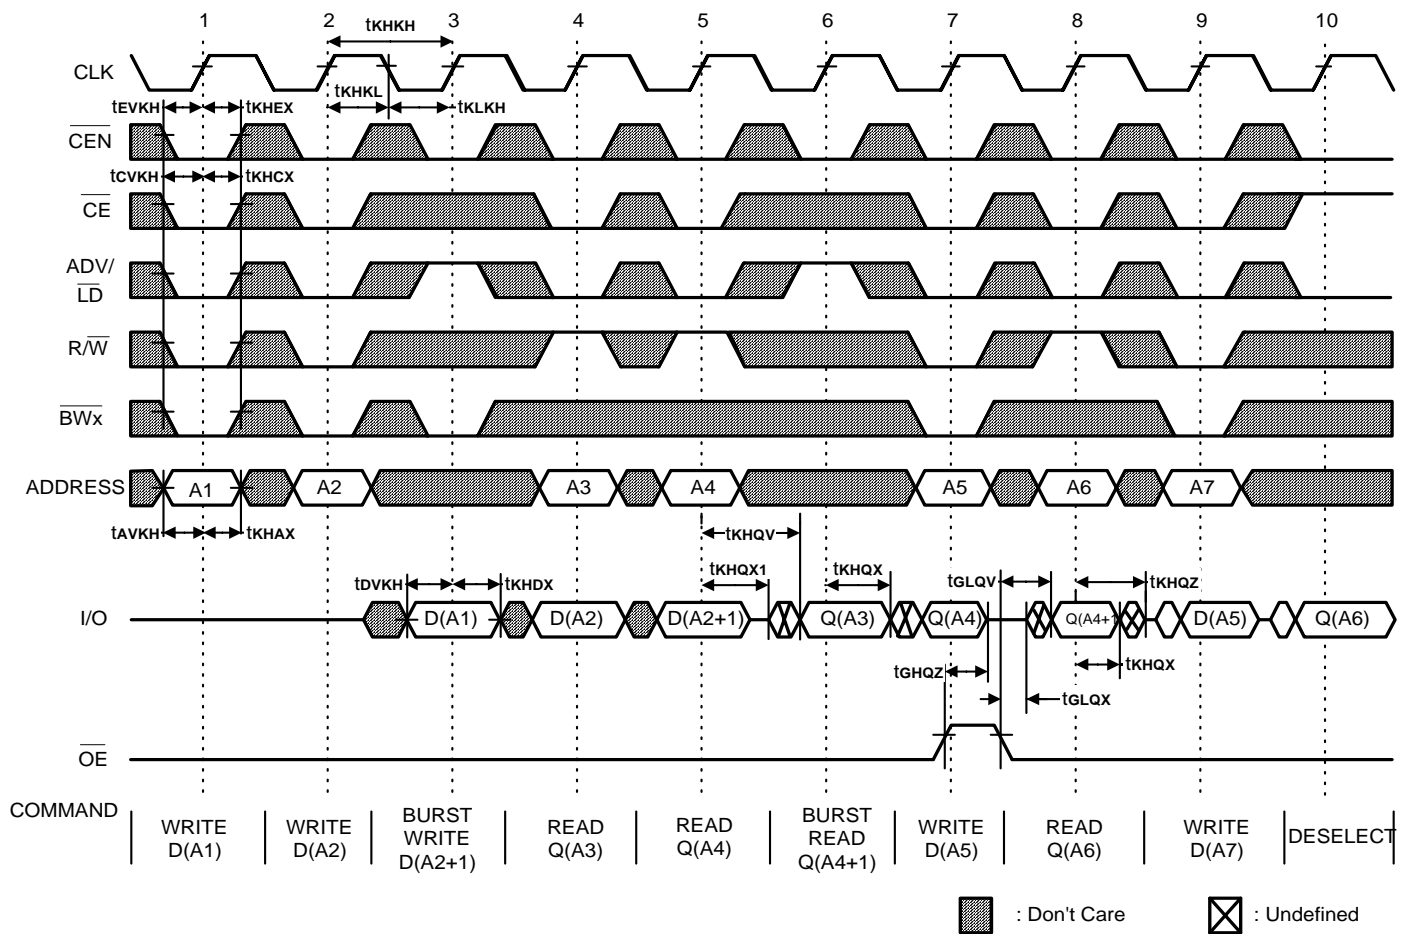 1 2 3 4 5 6 7 8 9 10
tKHKH
CLK
tKHKL tKLKH
tEVKH tKHEX
CEN
tCVKH tKHCX
CE
ADV/
LD
R/W
BWx
ADDRESS A1 A2 A3 A4 A5 A6 A7
tAVKH tKHAX
tKHQV
tDVKH tKHDX tKHQX1 tKHQX tGLQV tKHQZ
I/O D(A1) D(A2) D(A2+1) Q(A3) Q(A4) Q(A4+1 D(A5) Q(A6)
tGHQZ tKHQX
tGLQX
OE
COMMAND
WRITE
D(A1)
WRITE
D(A2)
BURST
WRITE
D(A2+1)
READ
Q(A3)
READ
Q(A4)
BURST
READ
Q(A4+1)
WRITE
D(A5)
READ
Q(A6)
WRITE
D(A7)
DESELECT
: Don't Care : Undefined